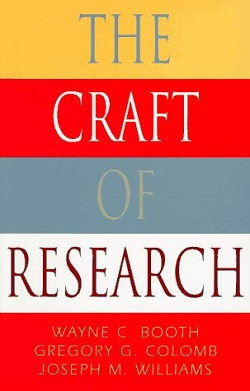 THE
CRAFT
OF
RESEARCH
WAYNE C. BOOTH
GREGORY G. COLOMB
JOSEPH M. WILLIAMS